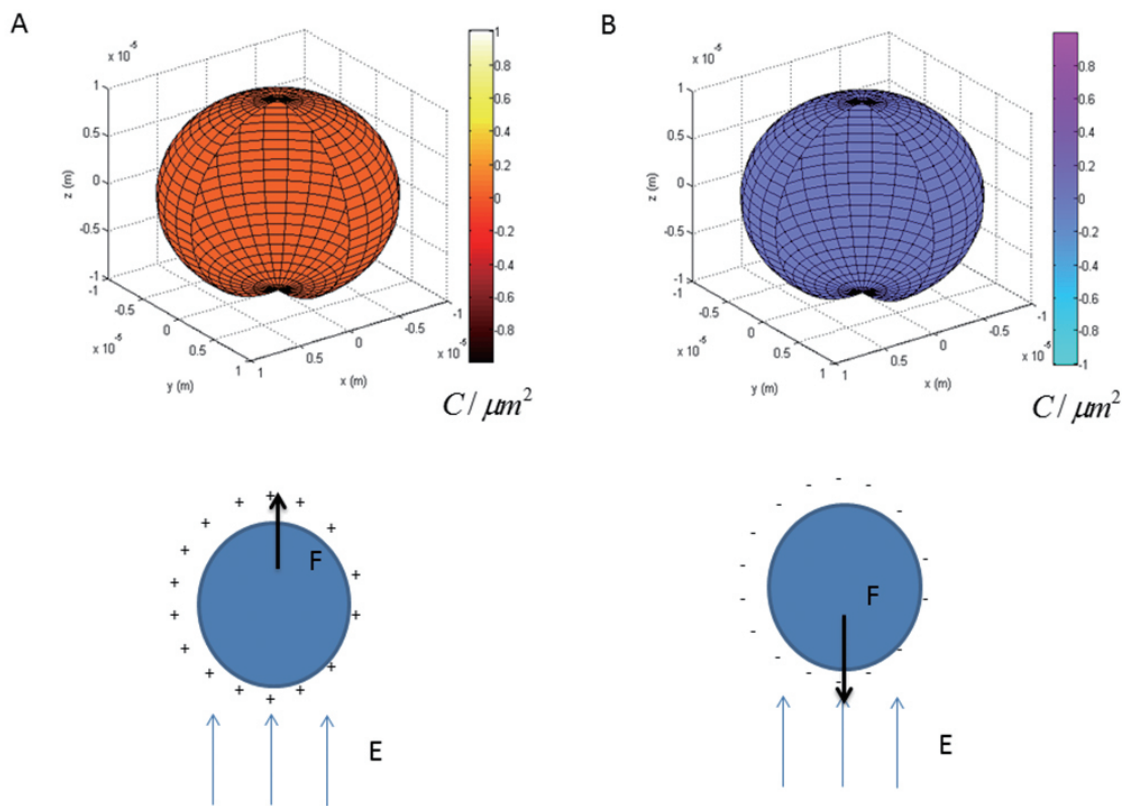 A
x 10⁻⁵
1
0.5
0
-0.5
-1
z (m)
-1
-0.5
0
0.5
1
x 10⁻⁵
y (m)
1
0.5
0
-0.5
-1
x 10⁻⁵
x (m)
1
0.8
0.6
0.4
0.2
0
-0.2
-0.4
-0.6
-0.8
C / μm²
B
x 10⁻⁵
1
0.5
0
-0.5
-1
z (m)
-1
-0.5
0
0.5
1
x 10⁻⁵
y (m)
1
0.5
0
-0.5
-1
x 10⁻⁵
x (m)
0.8
0.6
0.4
0.2
0
0.2
0.4
0.6
0.8
-1
C / μm²
+ + + + + + + + + + + + + + + +
F
E
- - - - - - - - - - - - - - -
F
E